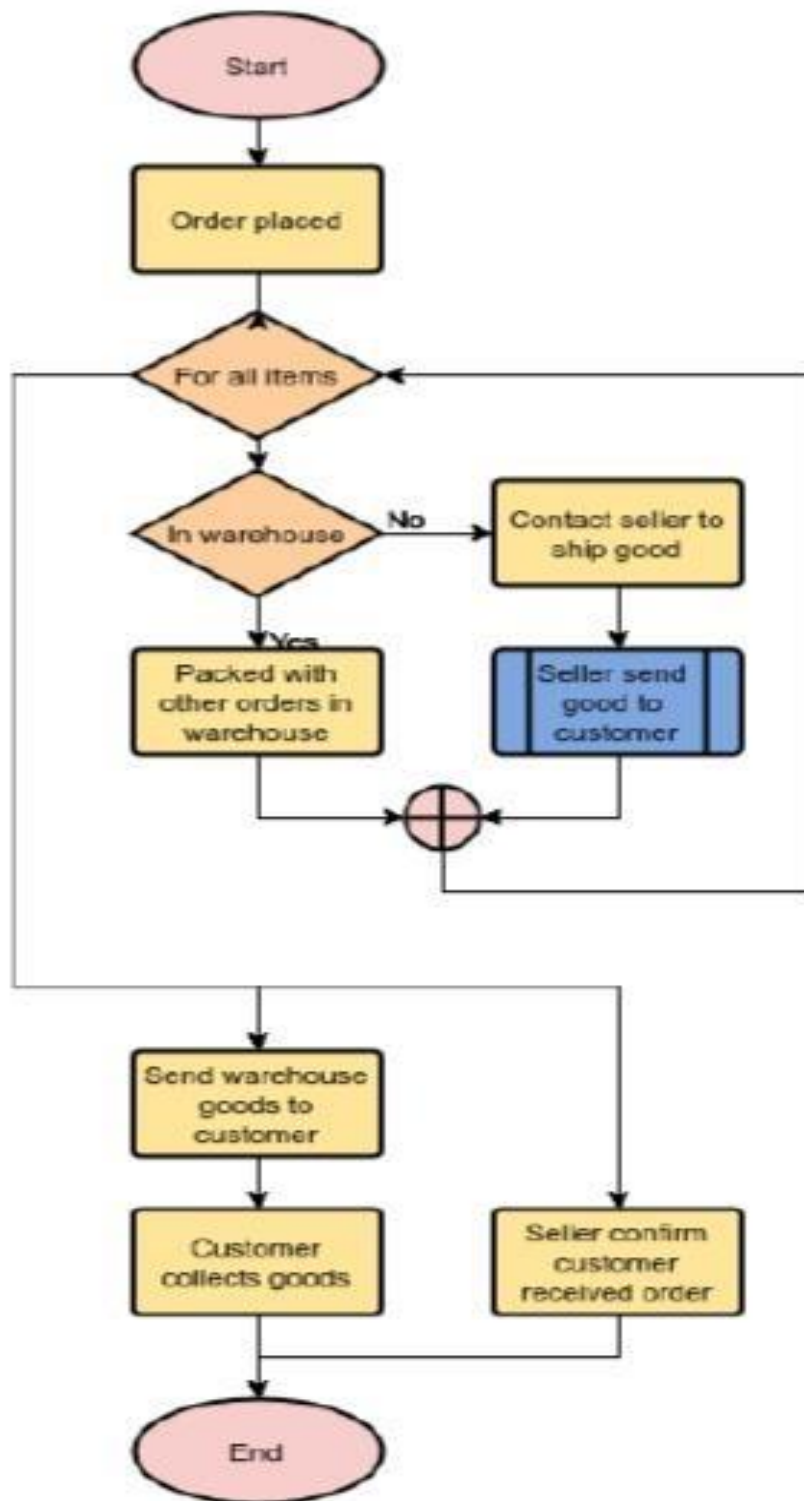 Start
Order placed
For all items
In warehouse
No
Contact seller to
ship good
Yes
Packed with
other orders in
warehouse
Seller send
good to
customer
Send warehouse
goods to
customer
Customer
collects goods
Seller confirm
customer
received order
End